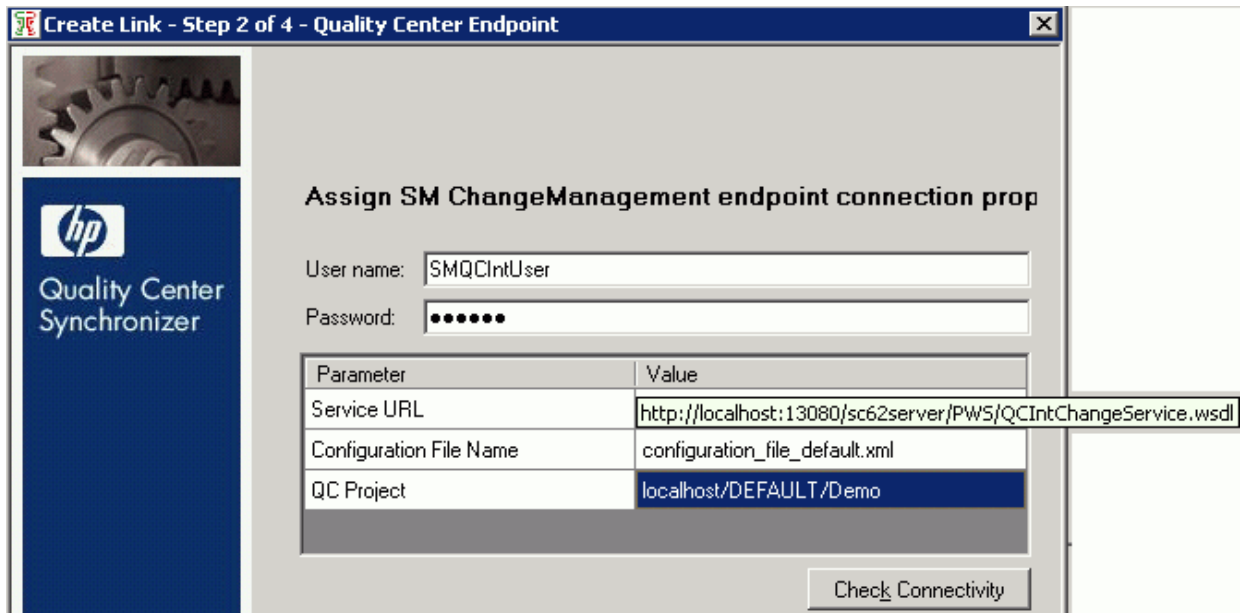 Create Link - Step 2 of 4 - Quality Center Endpoint
hp
Quality Center
Synchronizer
Assign SM ChangeManagement endpoint connection prop
User name: SMQCIntUser
Password: ●●●●●●
Parameter Value
Service URL http://localhost:13080/sc62server/PWS/QCIntChangeService.wsdl
Configuration File Name configuration_file_default.xml
QC Project localhost/DEFAULT/Demo
Check Connectivity